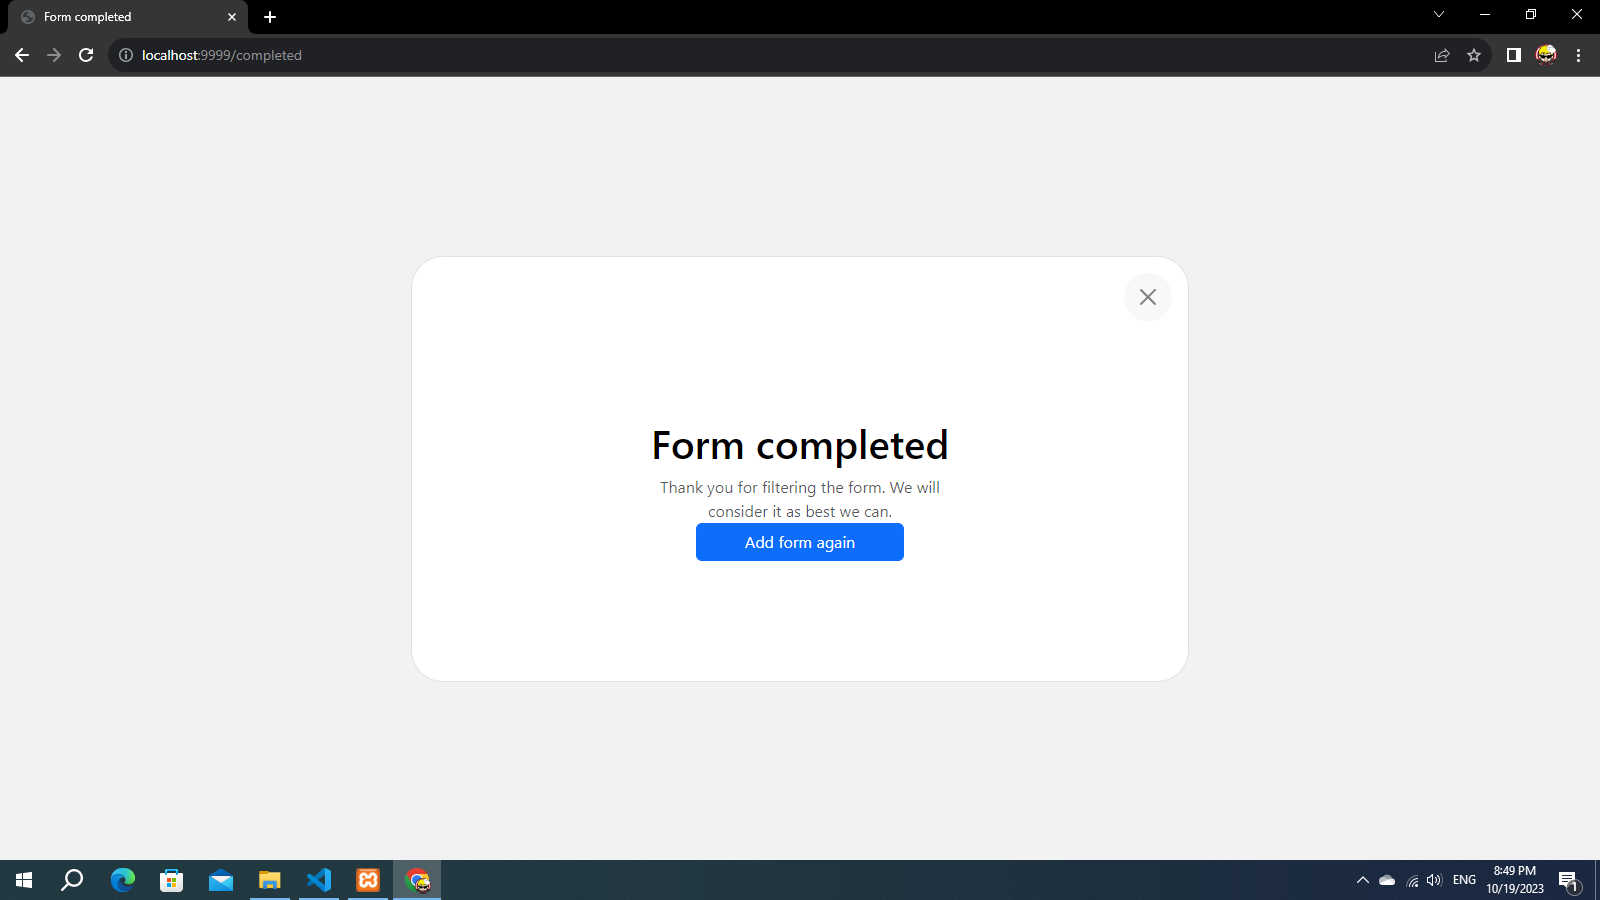 Form completed
localhost:9999/completed
Form completed
Thank you for filtering the form. We will
consider it as best we can.
Add form again
ENG
8:49 PM
10/19/2023
1